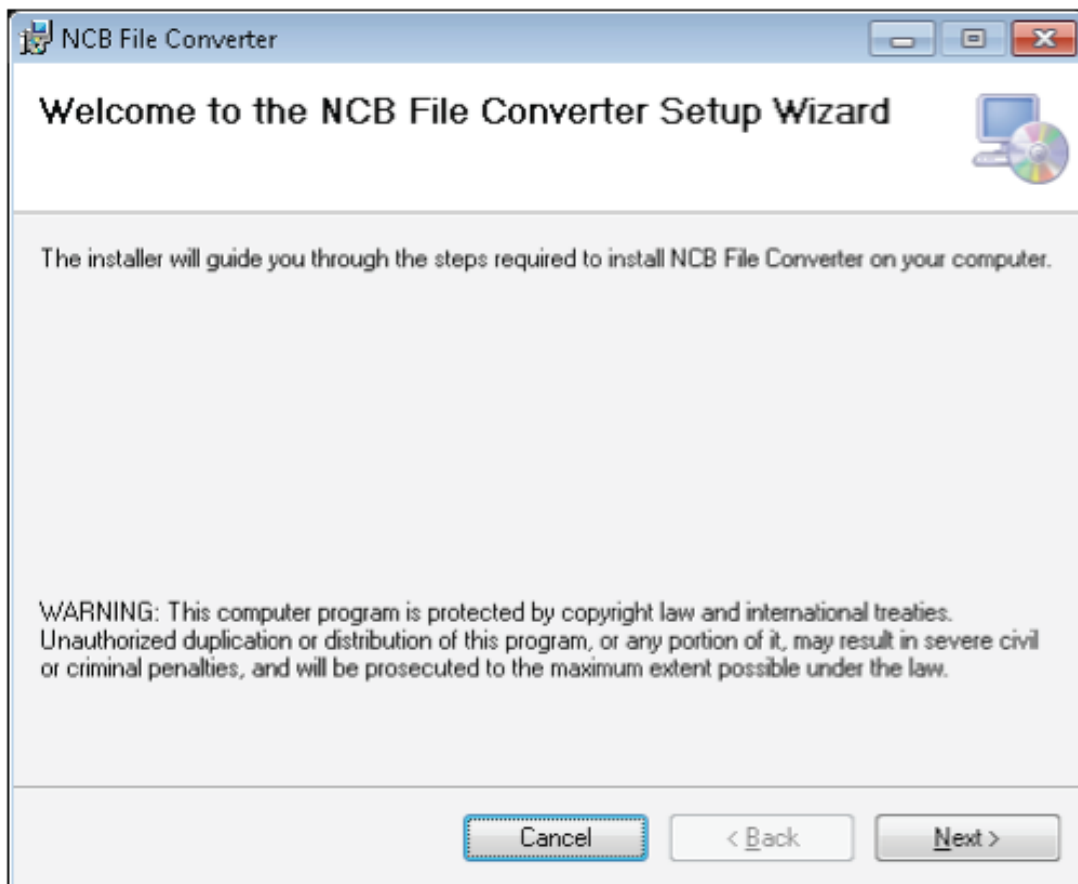 NCB File Converter
Welcome to the NCB File Converter Setup Wizard
The installer will guide you through the steps required to install NCB File Converter on your computer.
WARNING: This computer program is protected by copyright law and international treaties.
Unauthorized duplication or distribution of this program, or any portion of it, may result in severe civil
or criminal penalties, and will be prosecuted to the maximum extent possible under the law.
Cancel < Back Next >